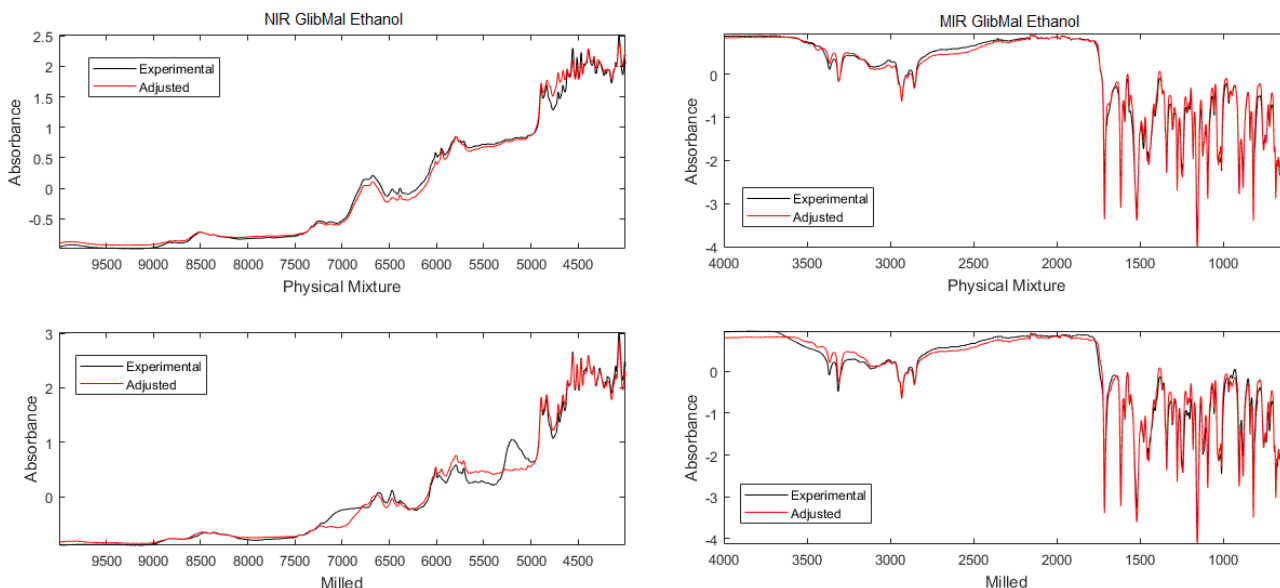 NIR GlibMal Ethanol
2.5
2
1.5
1
0.5
0
-0.5
Absorbance
Experimental
Adjusted
9500 9000 8500 8000 7500 7000 6500 6000 5500 5000 4500
Physical Mixture
MIR GlibMal Ethanol
0
-1
-2
-3
-4
Absorbance
Experimental
Adjusted
4000 3500 3000 2500 2000 1500 1000
Physical Mixture
3
2
1
0
Absorbance
Experimental
Adjusted
9500 9000 8500 8000 7500 7000 6500 6000 5500 5000 4500
Milled
0
-1
-2
-3
-4
Absorbance
Experimental
Adjusted
4000 3500 3000 2500 2000 1500 1000
Milled